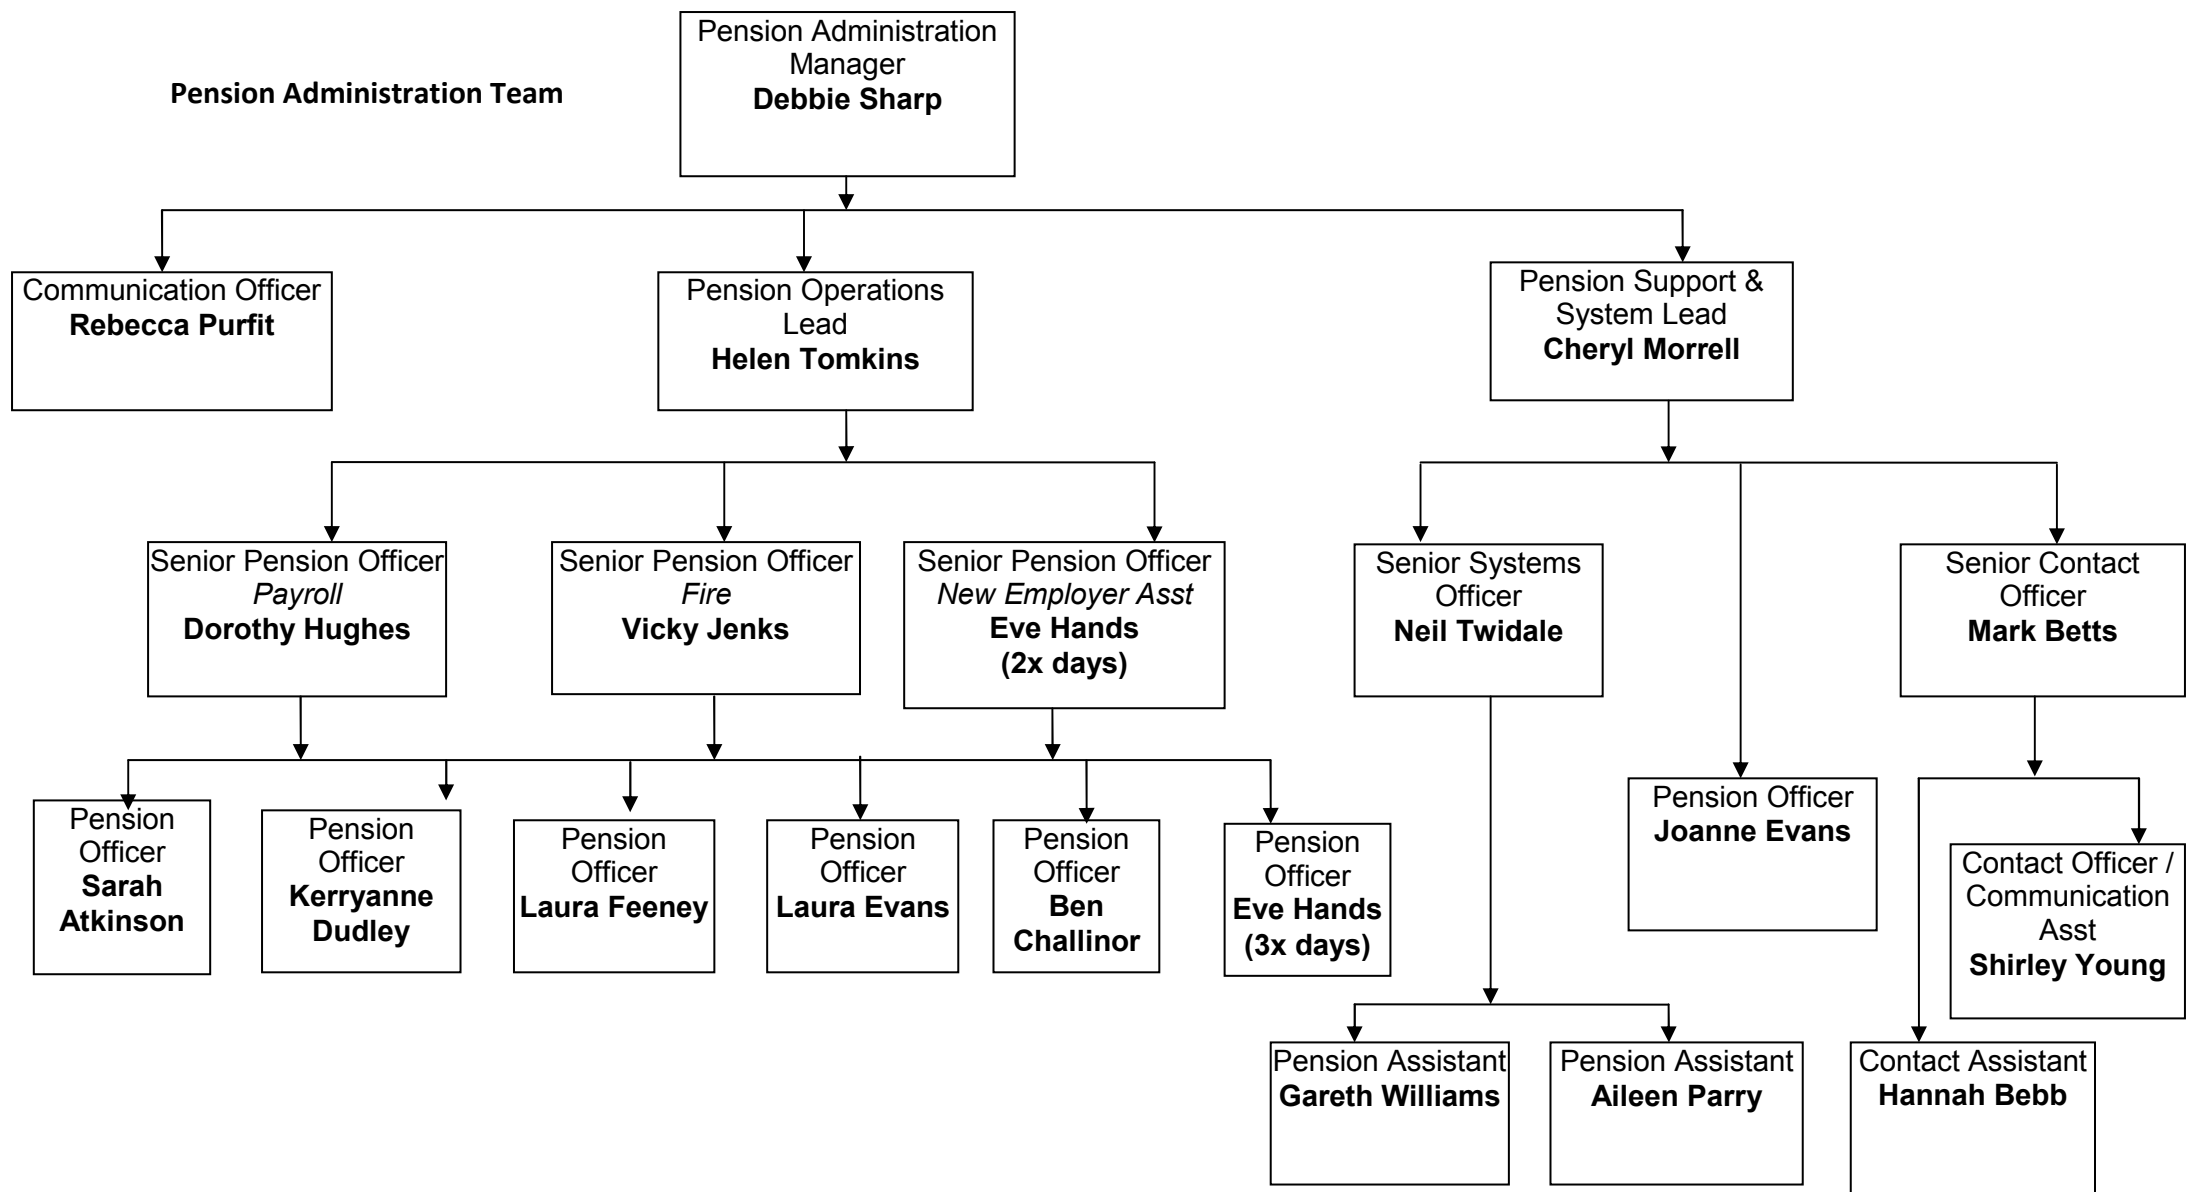 Pension Administration Team
Pension Administration
Manager
Debbie Sharp
Communication Officer
Rebecca Purfit
Pension Operations
Lead
Helen Tomkins
Pension Support &
System Lead
Cheryl Morrell
Senior Pension Officer
Payroll
Dorothy Hughes
Senior Pension Officer
Fire
Vicky Jenks
Senior Pension Officer
New Employer Asst
Eve Hands
(2x days)
Senior Systems
Officer
Neil Twidale
Senior Contact
Officer
Mark Betts
Pension
Officer
Sarah
Atkinson
Pension
Officer
Kerryanne
Dudley
Pension
Officer
Laura Feeney
Pension
Officer
Laura Evans
Pension
Officer
Ben
Challinor
Pension
Officer
Eve Hands
(3x days)
Pension Officer
Joanne Evans
Contact Officer /
Communication
Asst
Shirley Young
Pension Assistant
Gareth Williams
Pension Assistant
Aileen Parry
Contact Assistant
Hannah Bebb